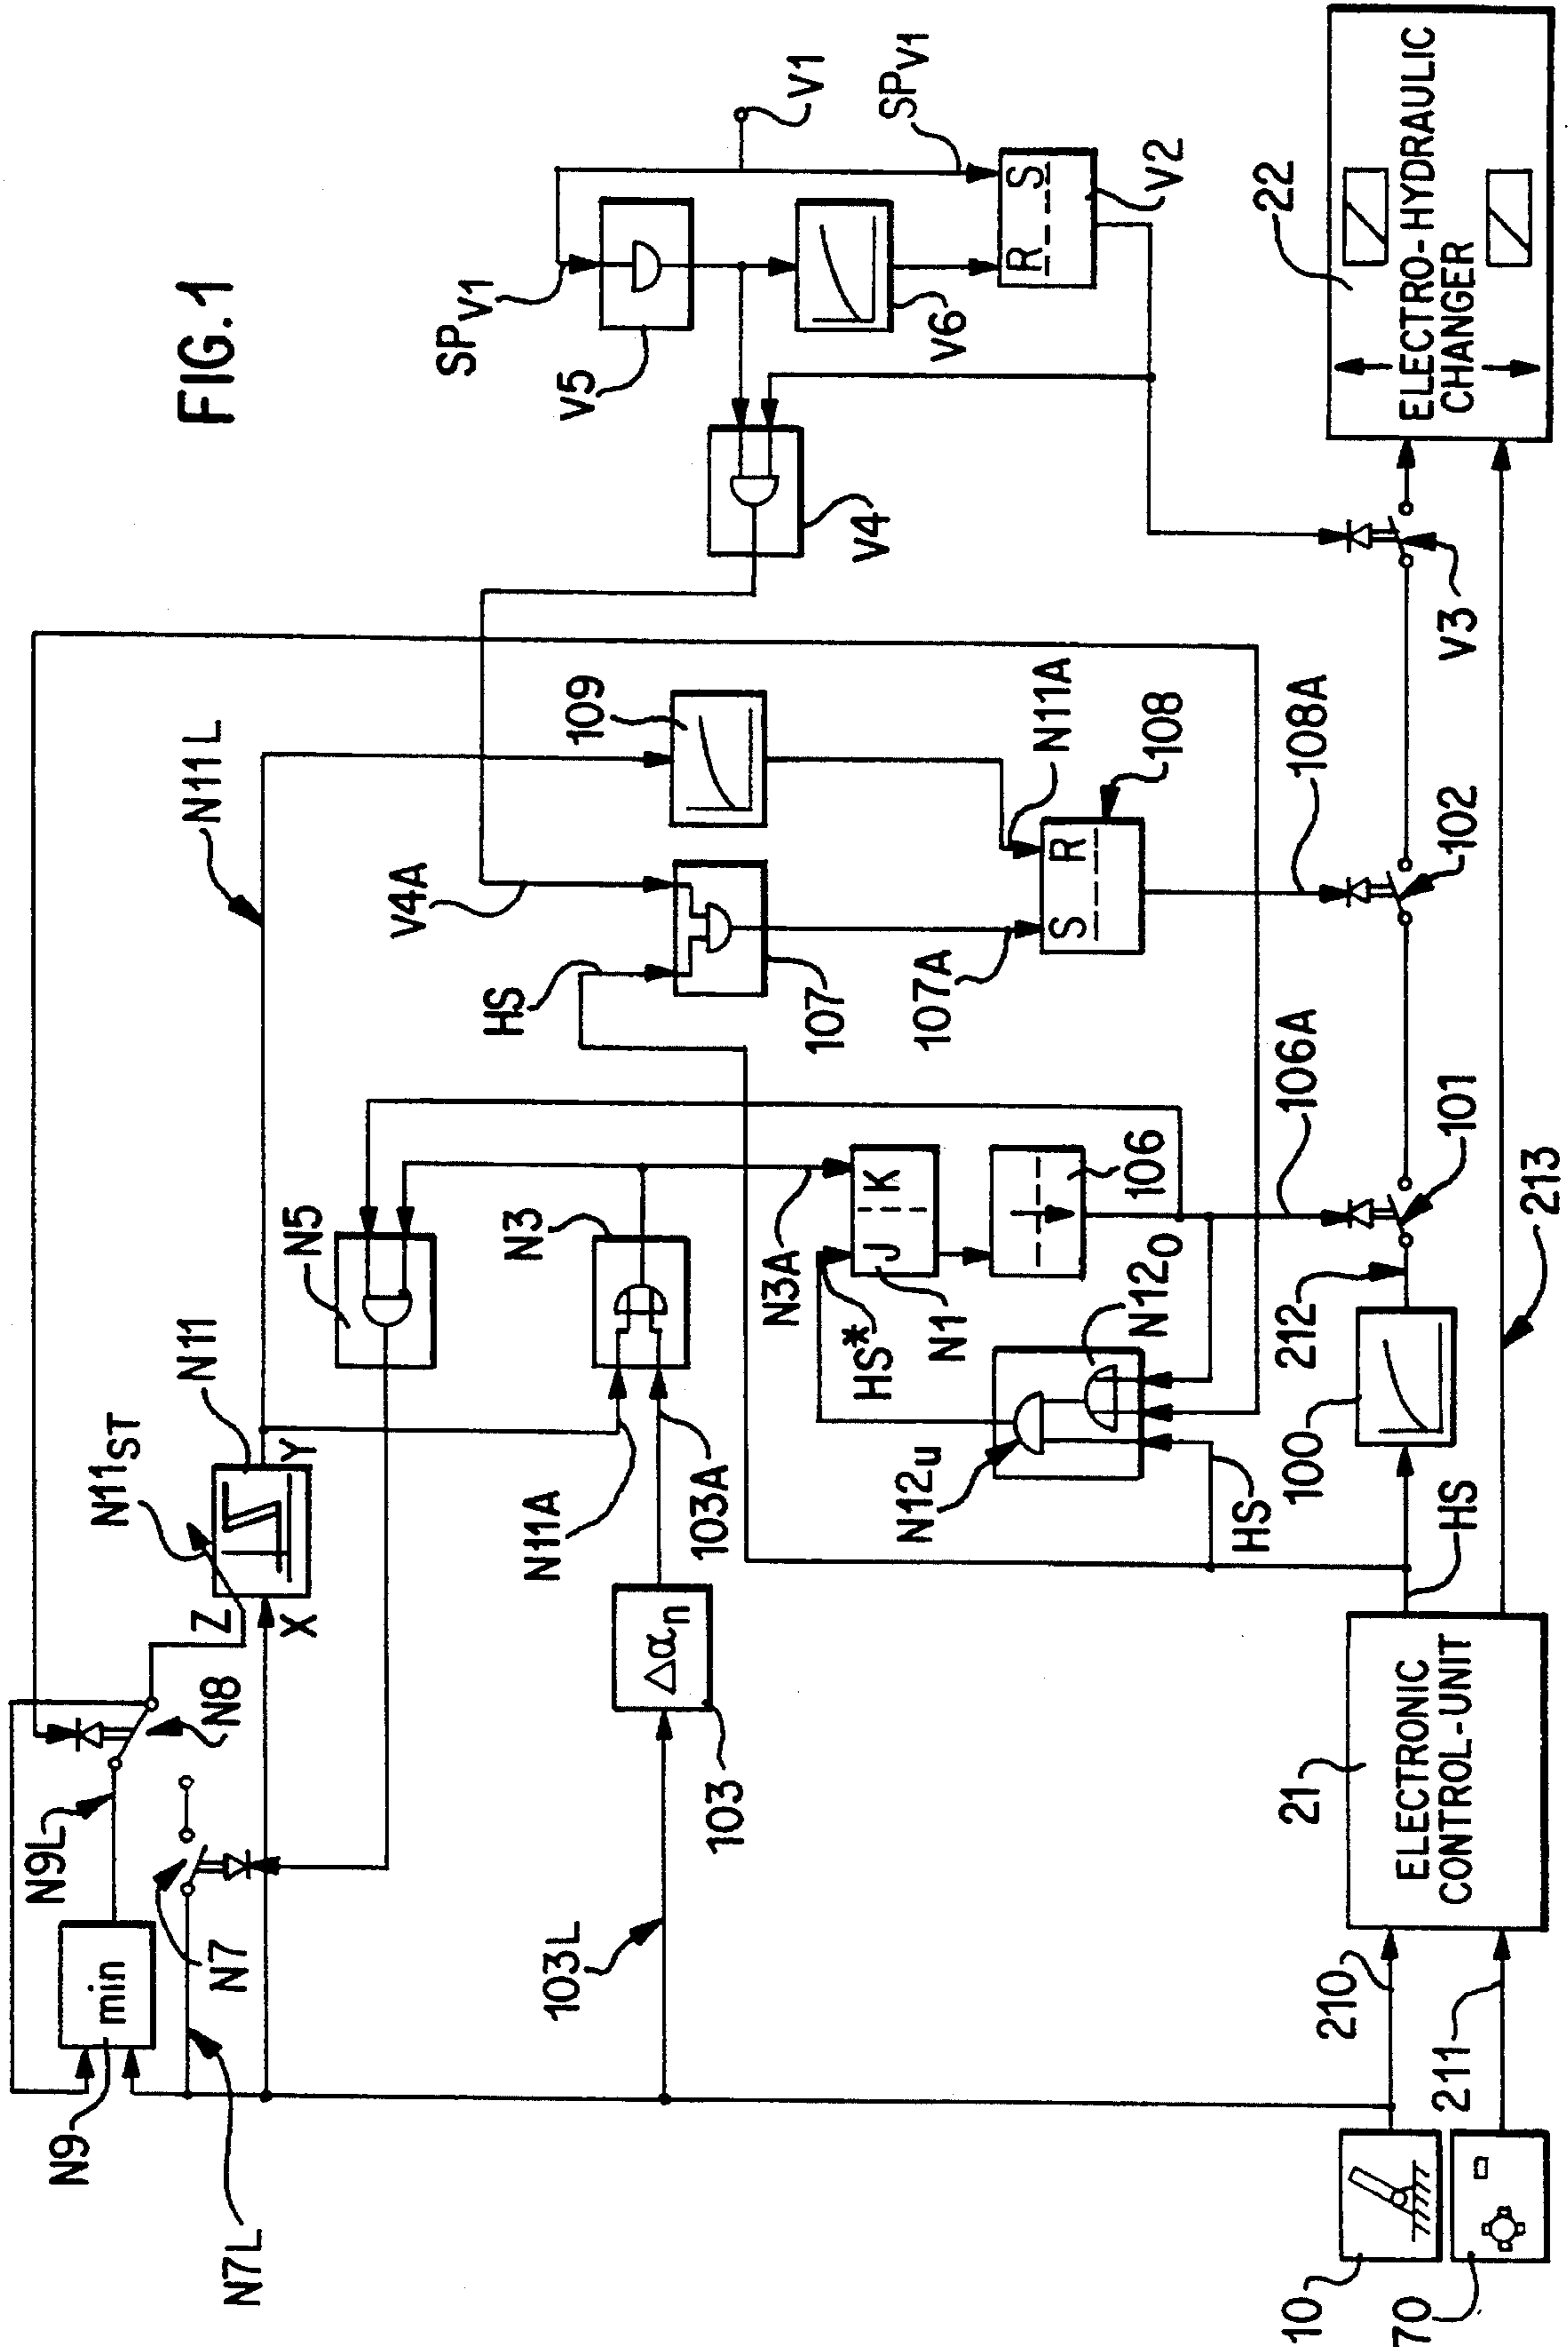 FIG. 1
N9
min
N9L
N8
N7
N7L
Z
X
Y
N11ST
N11
N11L
N5
N3
N11A
103A
103L
Δαn
103
N3A
HS*
J K
N1
106
N12u
N12o
HS
106A
HS
107
107A
V4A
109
N11A
S R
108
108A
V4
SPV1
V5
V6
V1
SPV1
R S
V2
10
70
210
211
21
ELECTRONIC
CONTROL-UNIT
HS
100
212
101
102
V3
213
22
ELECTRO-HYDRAULIC
CHANGER